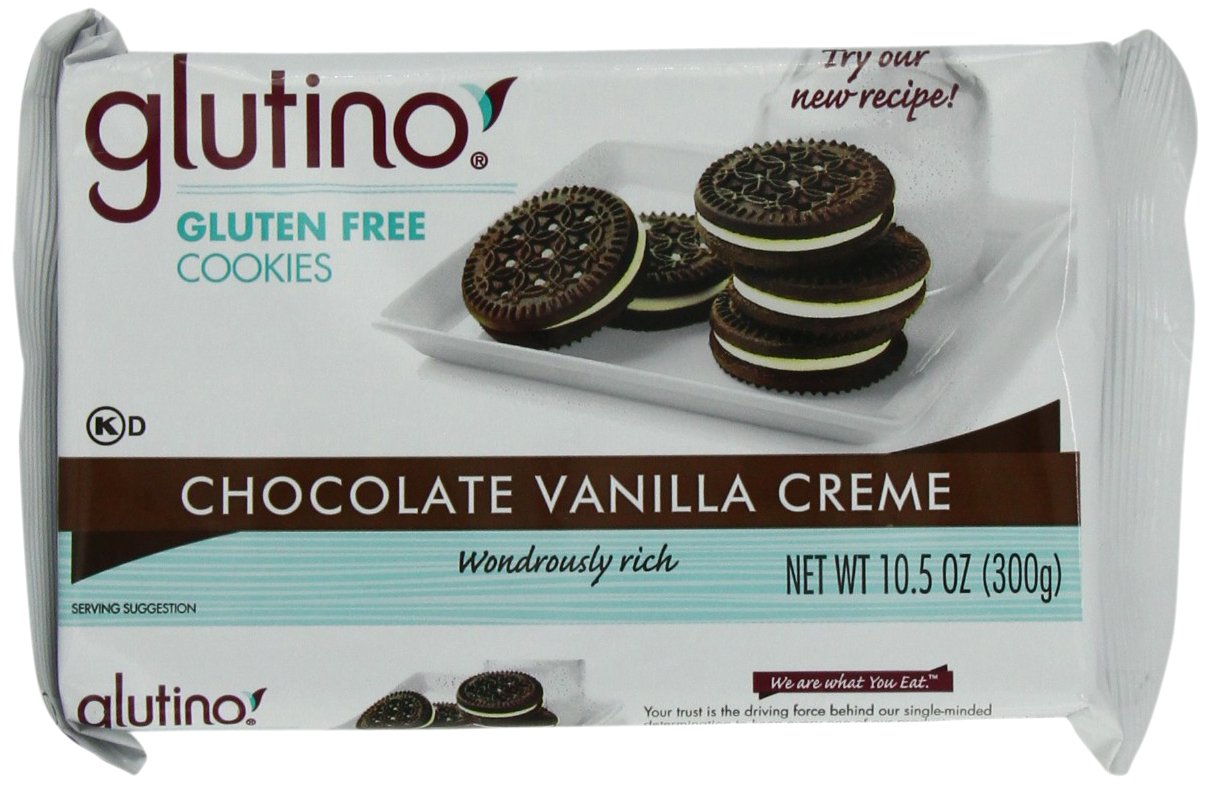 Try our
new recipe!
glutino®
GLUTEN FREE
COOKIES
K D
CHOCOLATE VANILLA CREME
Wondrously rich
NET WT 10.5 OZ (300g)
SERVING SUGGESTION
glutino®
We are what You Eat.™
Your trust is the driving force behind our single-minded